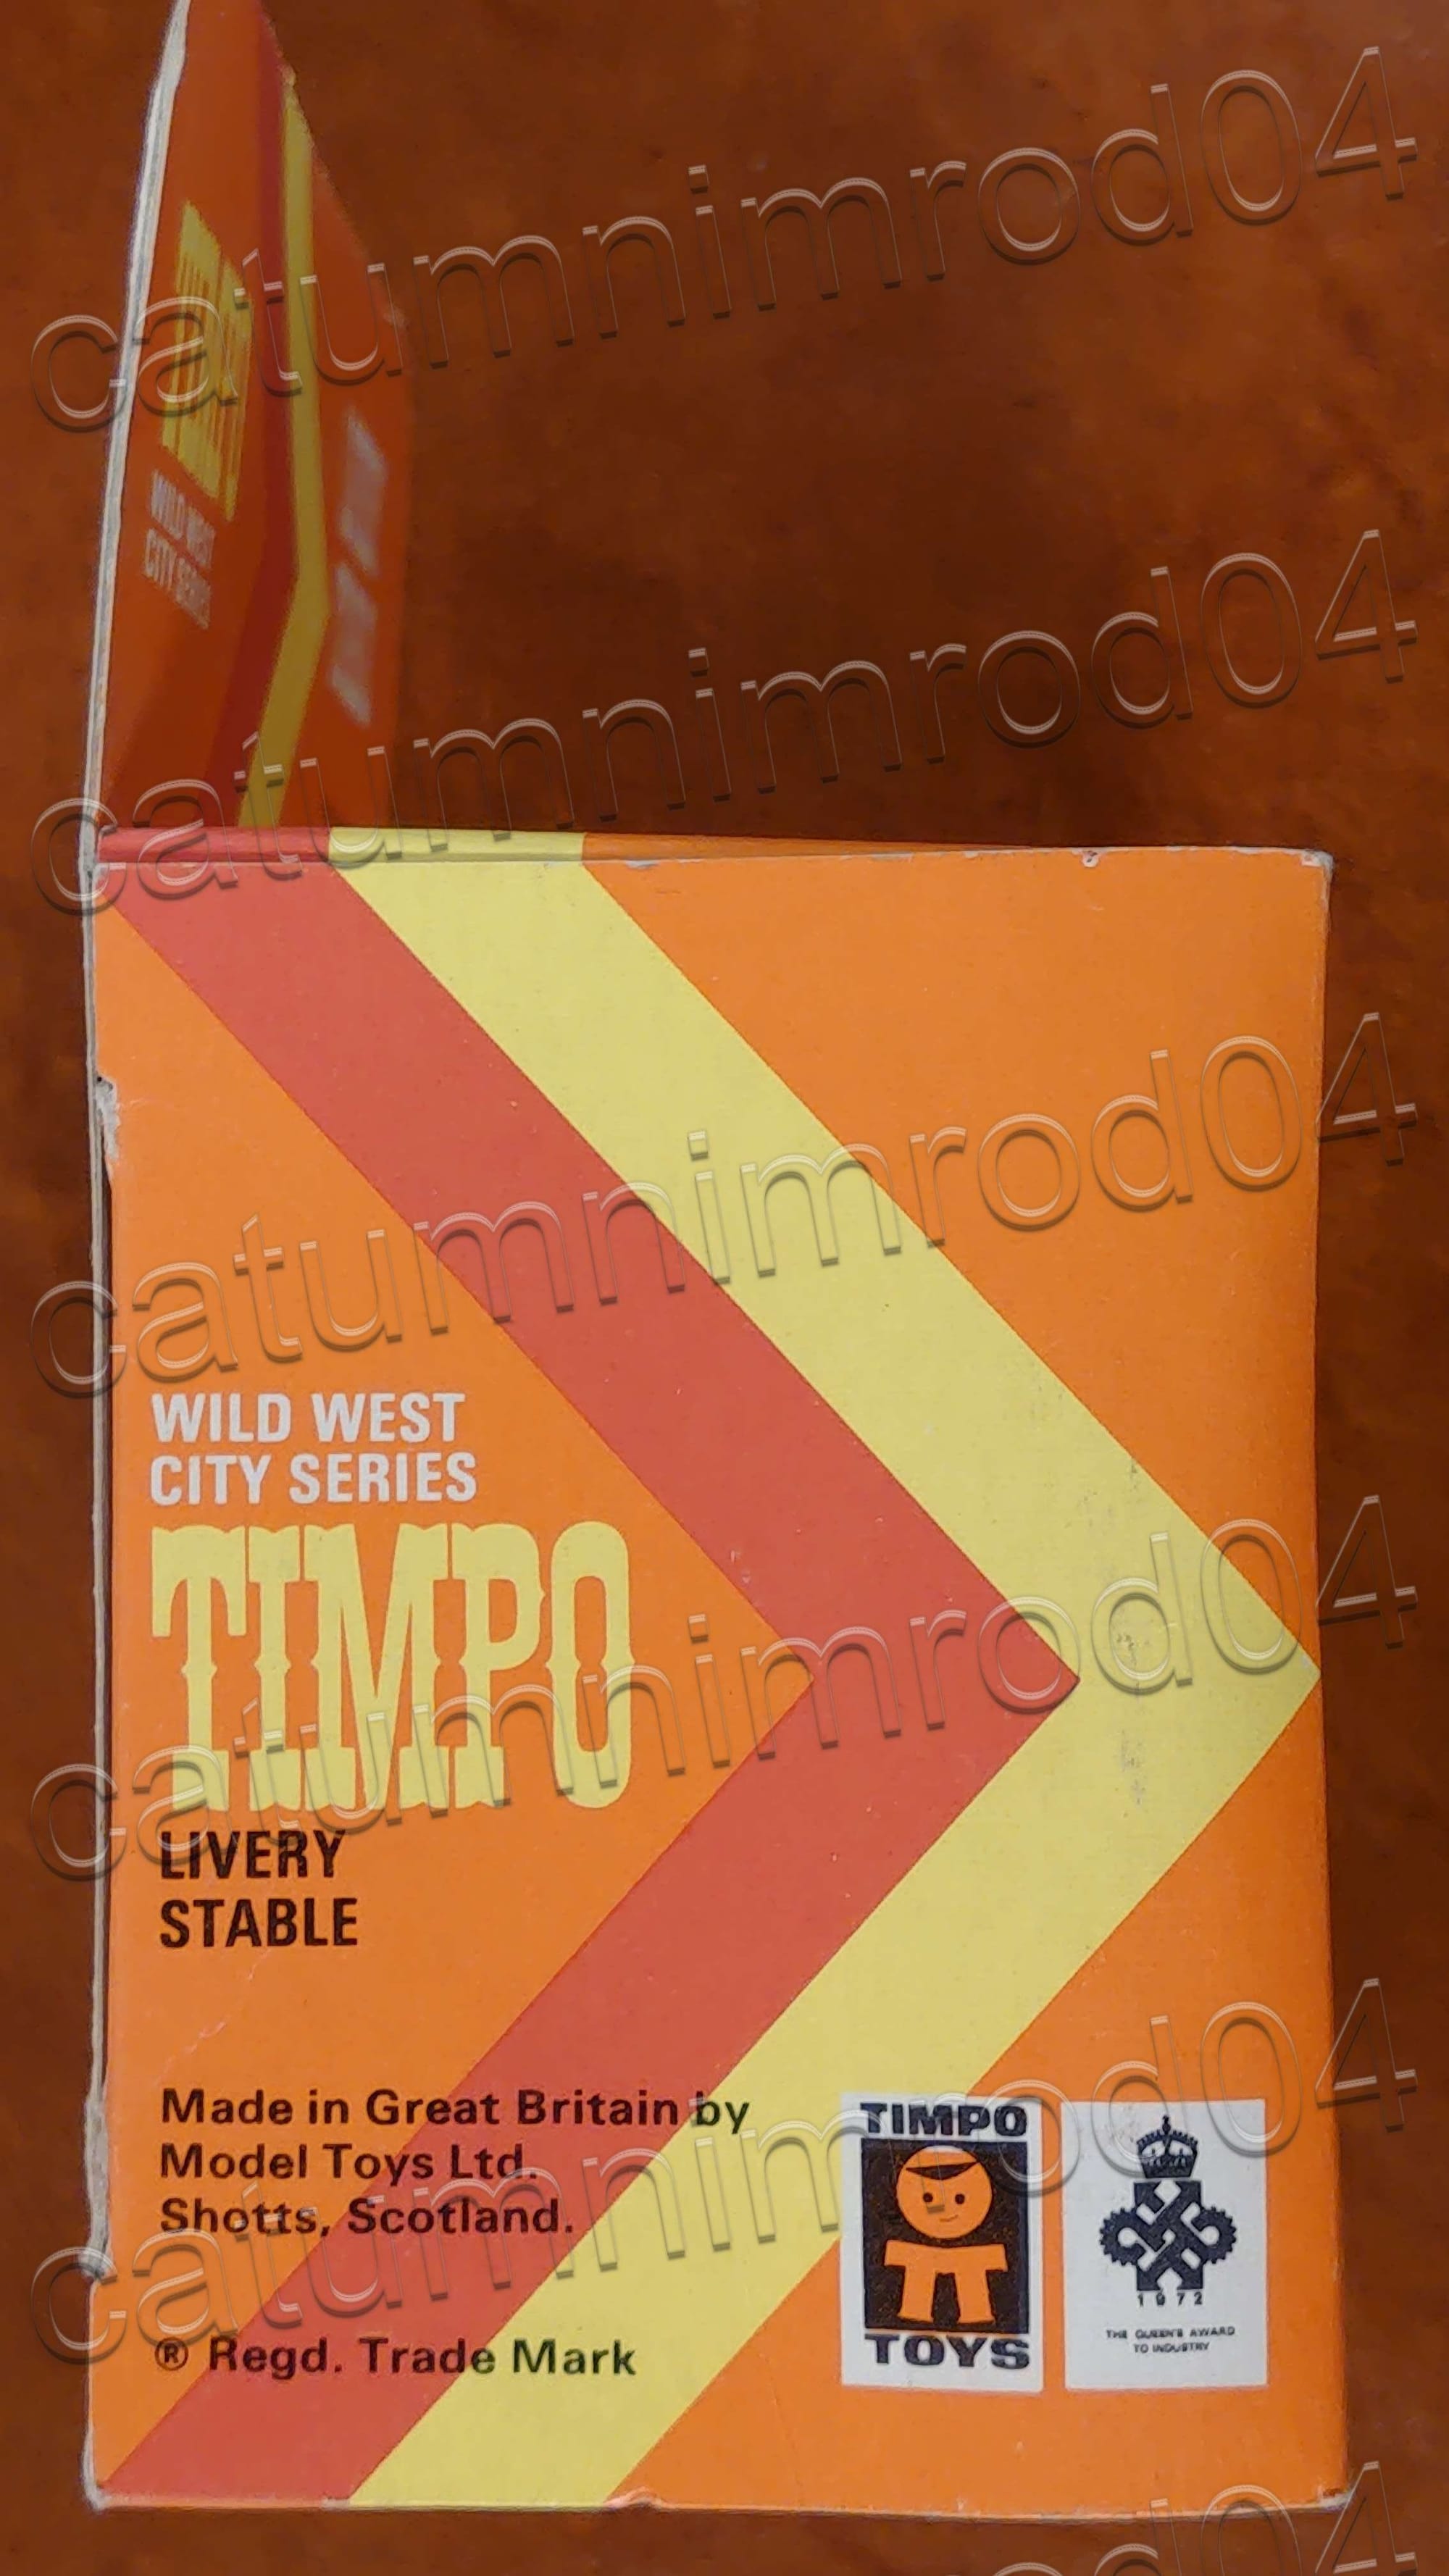 WILD WEST
CITY SERIES
WILD WEST
CITY SERIES
TIMPO
LIVERY
STABLE
Made in Great Britain by
Model Toys Ltd.
Shotts, Scotland.
® Regd. Trade Mark
TIMPO
TOYS
1972
THE QUEEN'S AWARD
TO INDUSTRY
catumnimrod04
catumnimrod04
catumnimrod04
catumnimrod04
catumnimrod04